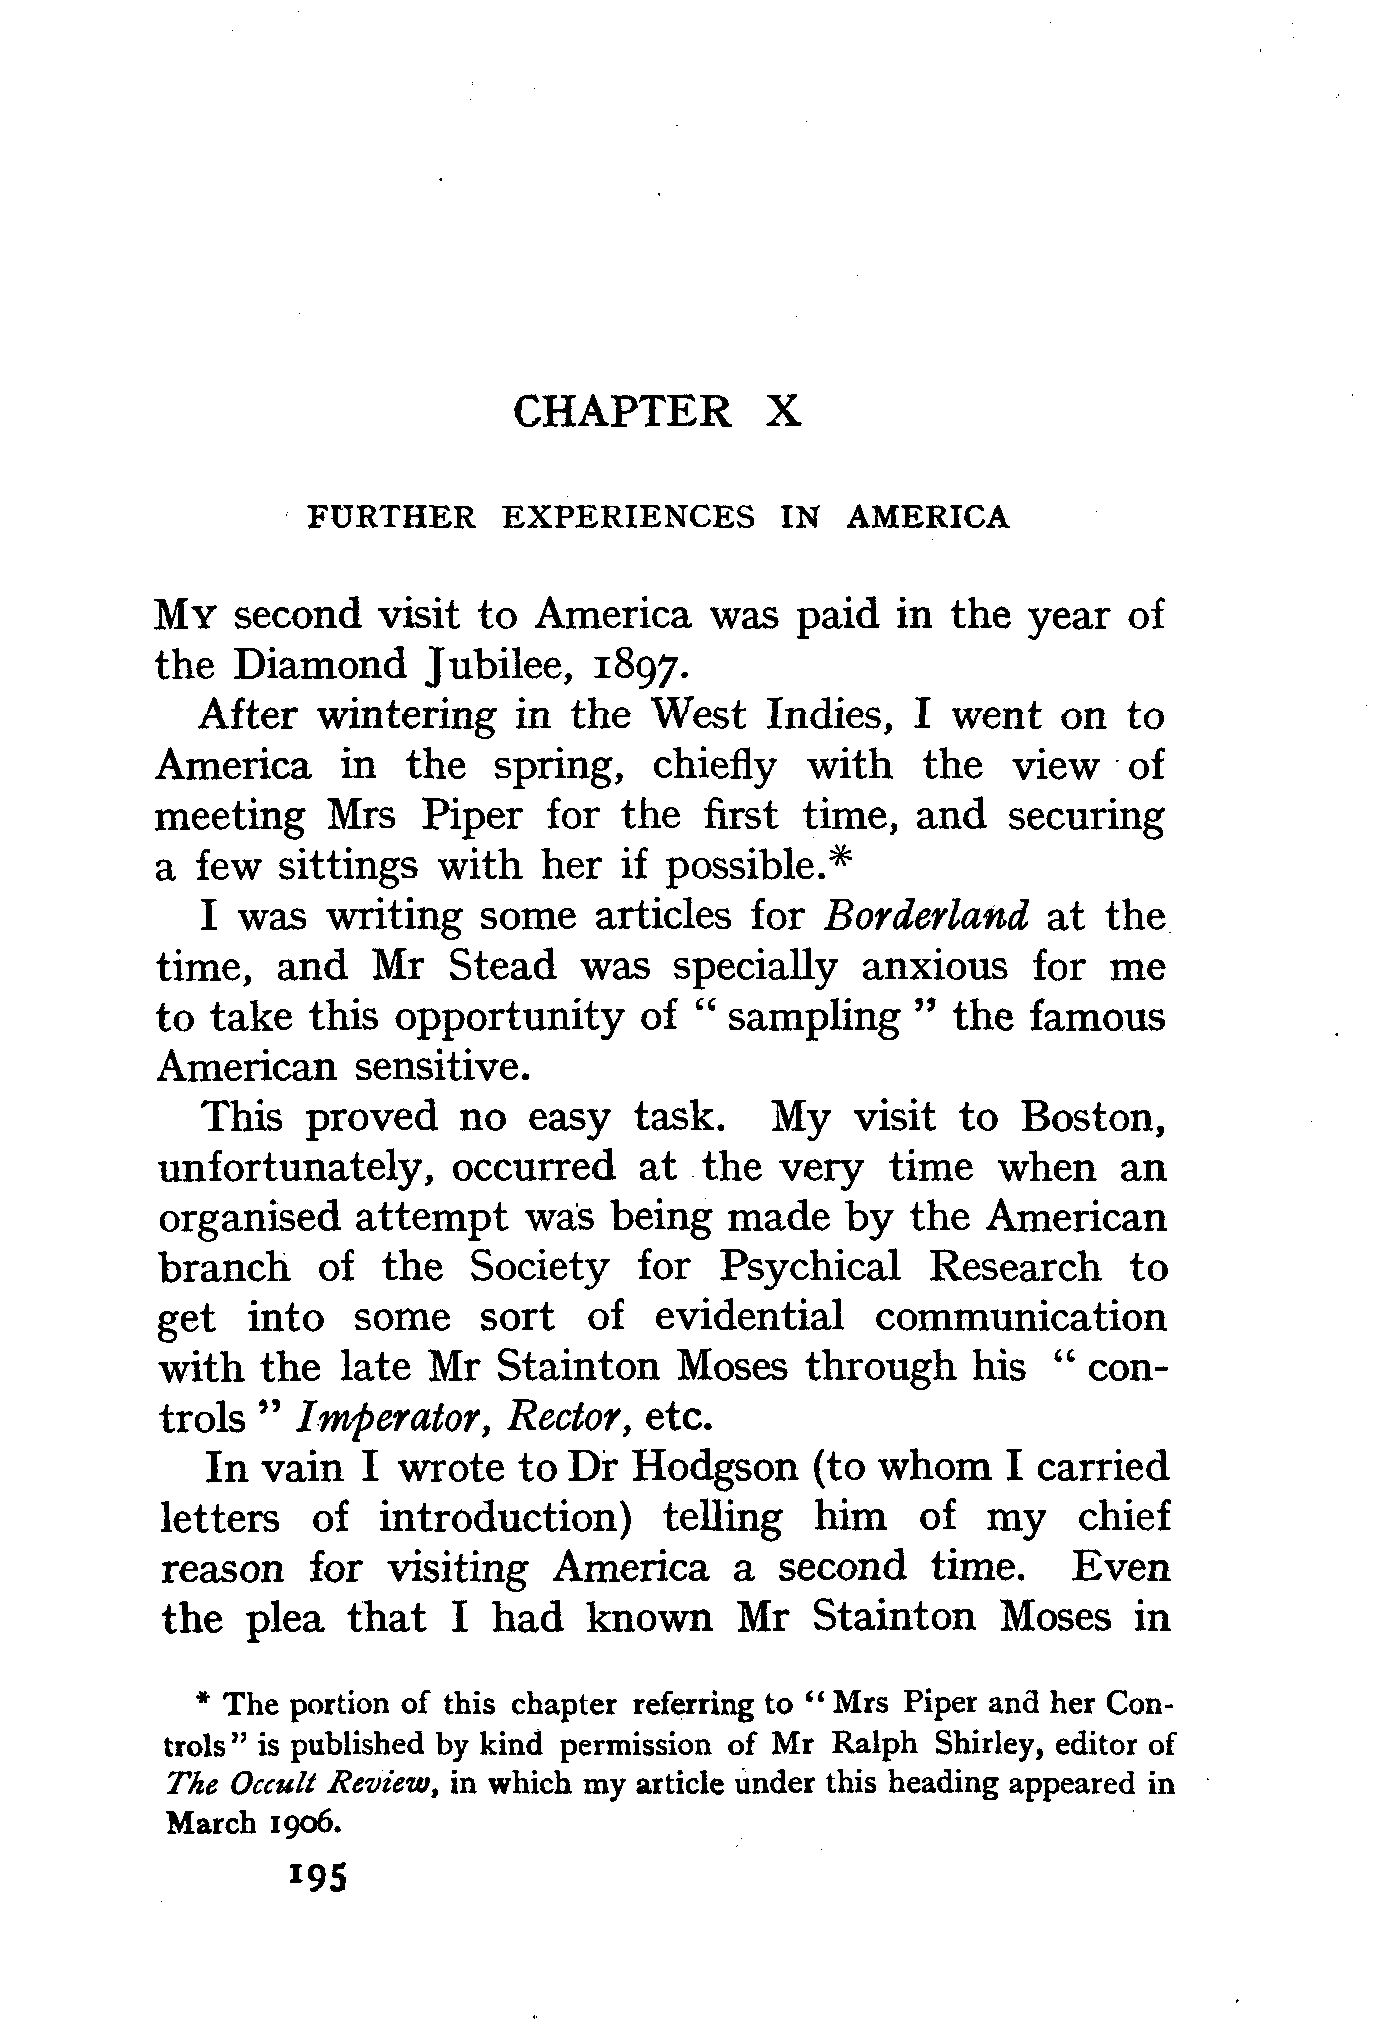 CHAPTER X
FURTHER EXPERIENCES IN AMERICA
MY second visit to America was paid in the year of
the Diamond Jubilee, 1897.
After wintering in the West Indies, I went on to
America in the spring, chiefly with the view of
meeting Mrs Piper for the first time, and securing
a few sittings with her if possible.*
I was writing some articles for Borderland at the
time, and Mr Stead was specially anxious for me
to take this opportunity of “ sampling ” the famous
American sensitive.
This proved no easy task. My visit to Boston,
unfortunately, occurred at the very time when an
organised attempt was being made by the American
branch of the Society for Psychical Research to
get into some sort of evidential communication
with the late Mr Stainton Moses through his “ con-
trols ” Imperator, Rector, etc.
In vain I wrote to Dr Hodgson (to whom I carried
letters of introduction) telling him of my chief
reason for visiting America a second time. Even
the plea that I had known Mr Stainton Moses in
* The portion of this chapter referring to “ Mrs Piper and her Con-
trols ” is published by kind permission of Mr Ralph Shirley, editor of
The Occult Review, in which my article under this heading appeared in
March 1906.
195